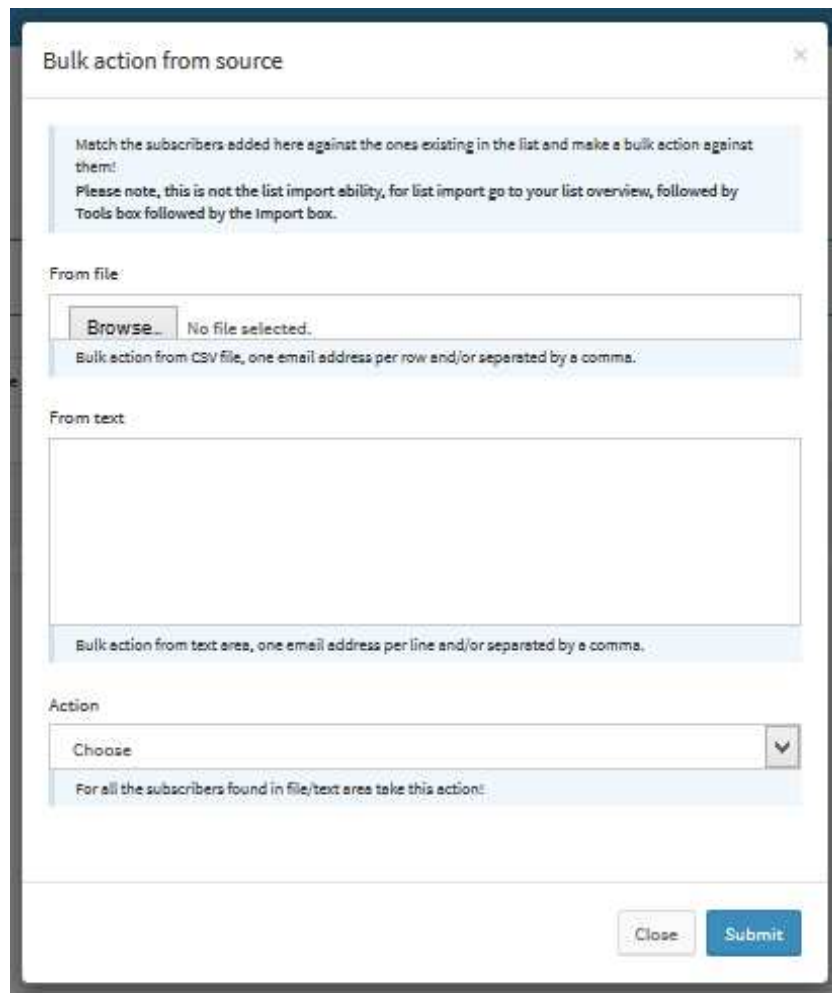 Bulk action from source
×
Match the subscribers added here against the ones existing in the list and make a bulk action against
them!
Please note, this is not the list import ability, for list import go to your list overview, followed by
Tools box followed by the Import box.
From file
Browse... No file selected.
Bulk action from CSV file, one email address per row and/or separated by a comma.
From text
Bulk action from text area, one email address per line and/or separated by a comma.
Action
Choose
For all the subscribers found in file/text area take this action!
Close Submit